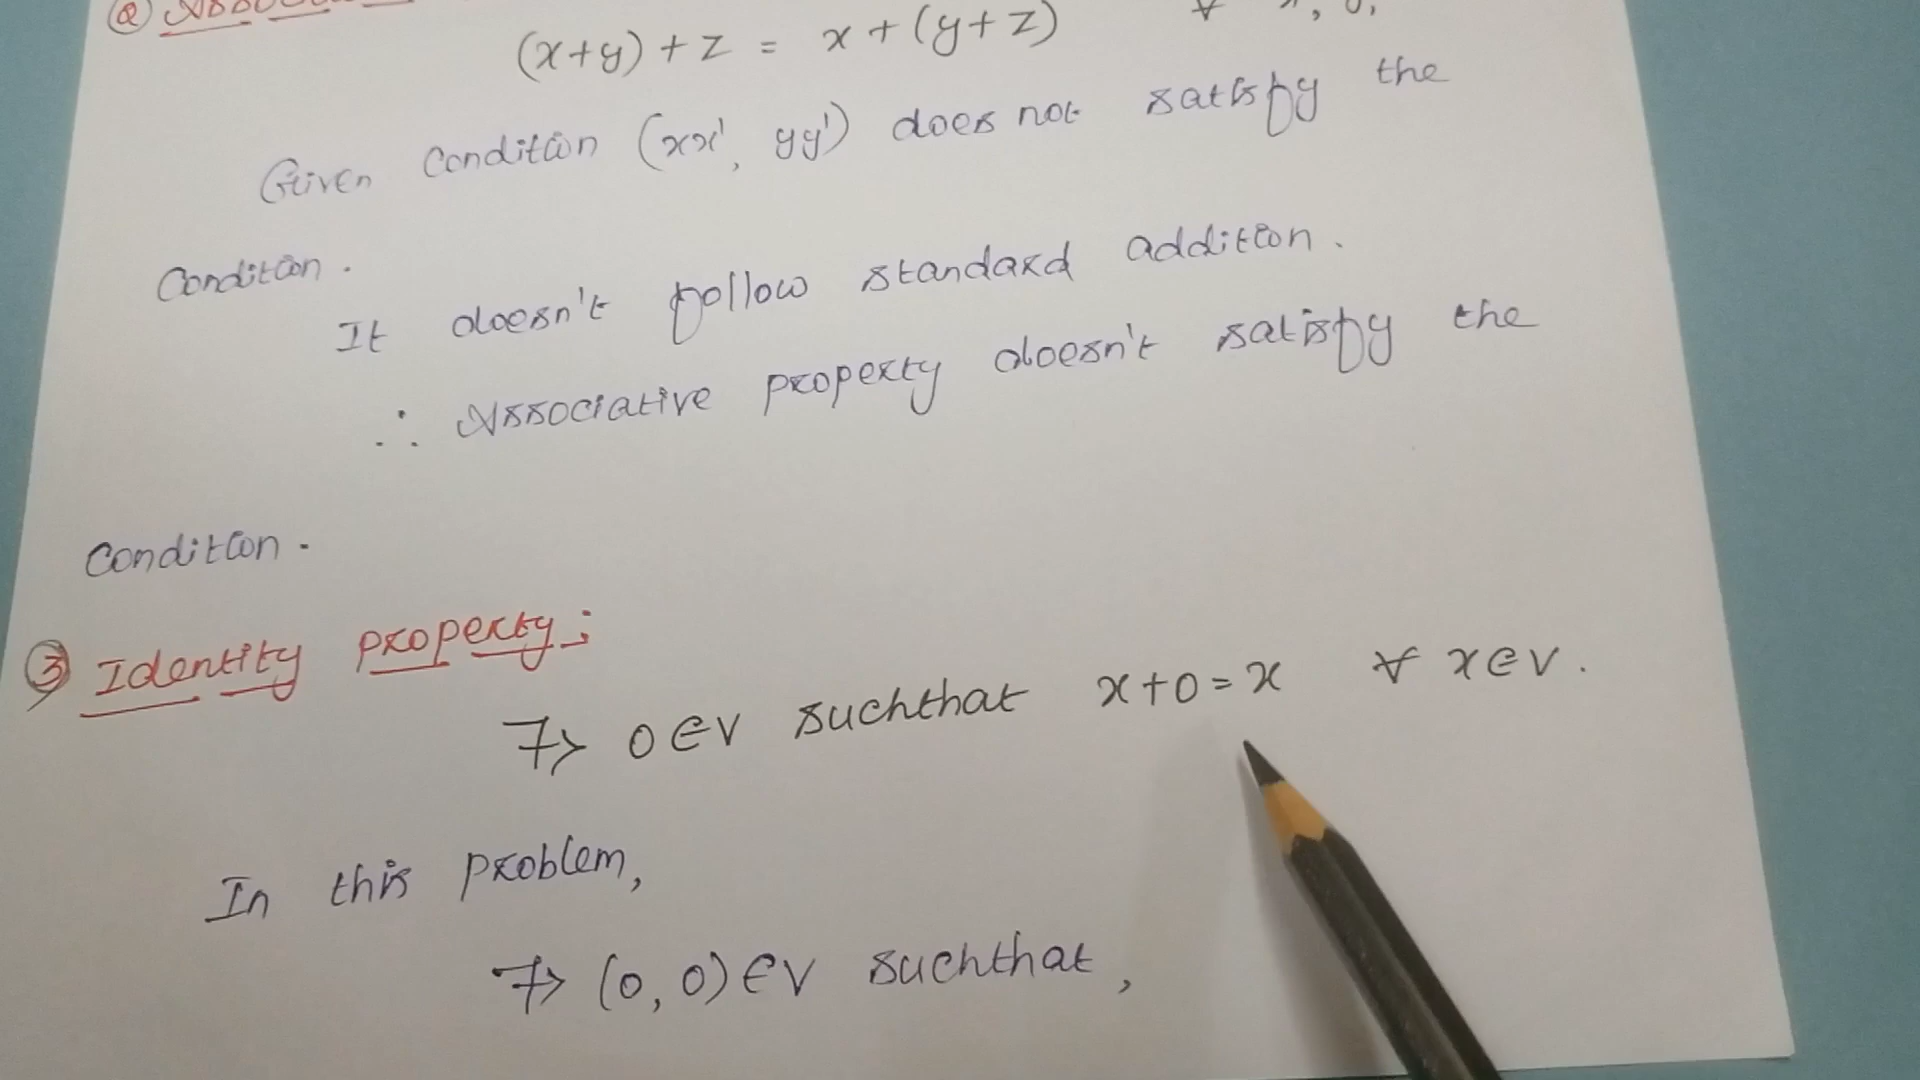 ②
(x+y)+z = x+(y+z) ∀
Given Condition (xx', yy') does not satisfy the
Condition.
It doesn't follow standard addition.
∴ Associative property doesn't satisfy the
Condition.
③ Identity property:
∃ 0∈V suchthat x+0=x ∀ x∈V.
In this problem,
∃ (0,0)∈V suchthat,